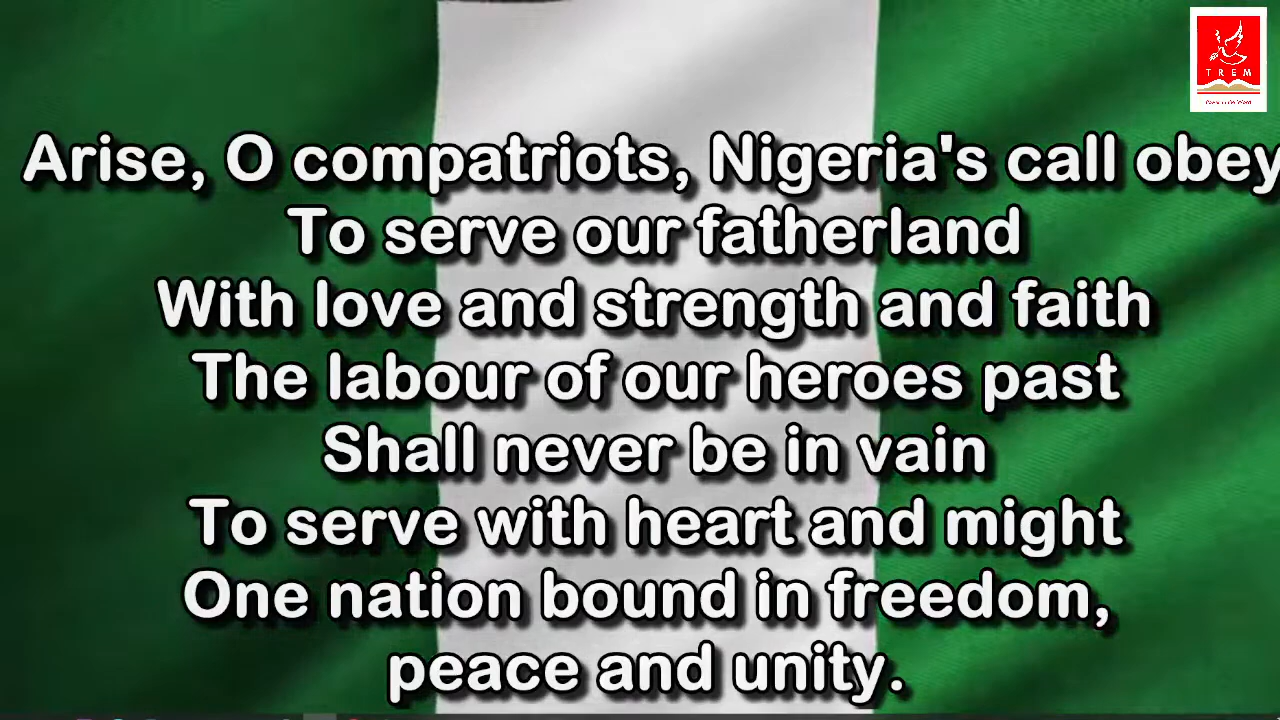 TREM
Arise, O compatriots, Nigeria's call obey
To serve our fatherland
With love and strength and faith
The labour of our heroes past
Shall never be in vain
To serve with heart and might
One nation bound in freedom,
peace and unity.